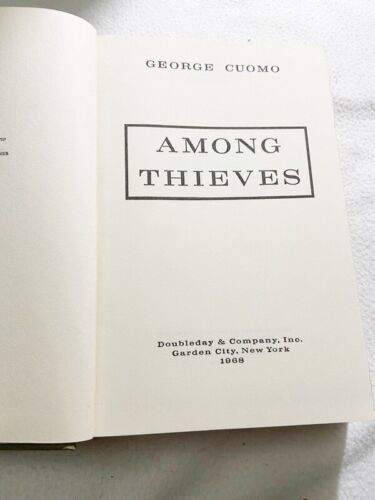 GEORGE CUOMO
AMONG
THIEVES
Doubleday & Company, Inc.
Garden City, New York
1968